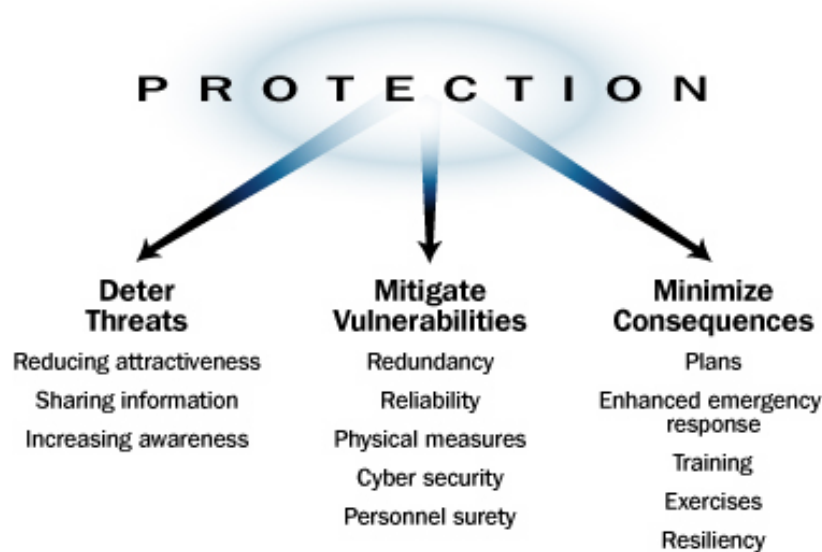 PROTECTION
Deter
Threats
Reducing attractiveness
Sharing information
Increasing awareness
Mitigate
Vulnerabilities
Redundancy
Reliability
Physical measures
Cyber security
Personnel surety
Minimize
Consequences
Plans
Enhanced emergency
response
Training
Exercises
Resiliency